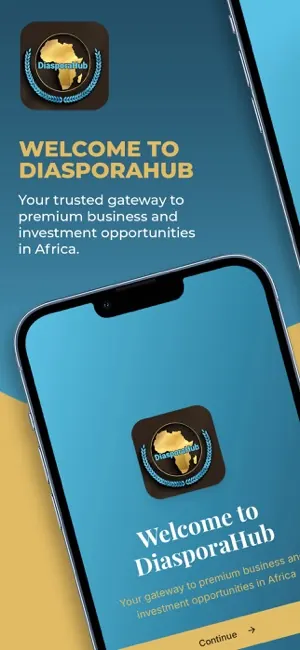 DiasporaHub
WELCOME TO
DIASPORAHUB
Your trusted gateway to
premium business and
investment opportunities
in Africa.
DiasporaHub
Welcome to
DiasporaHub
Your gateway to premium business and
investment opportunities in Africa
Continue →